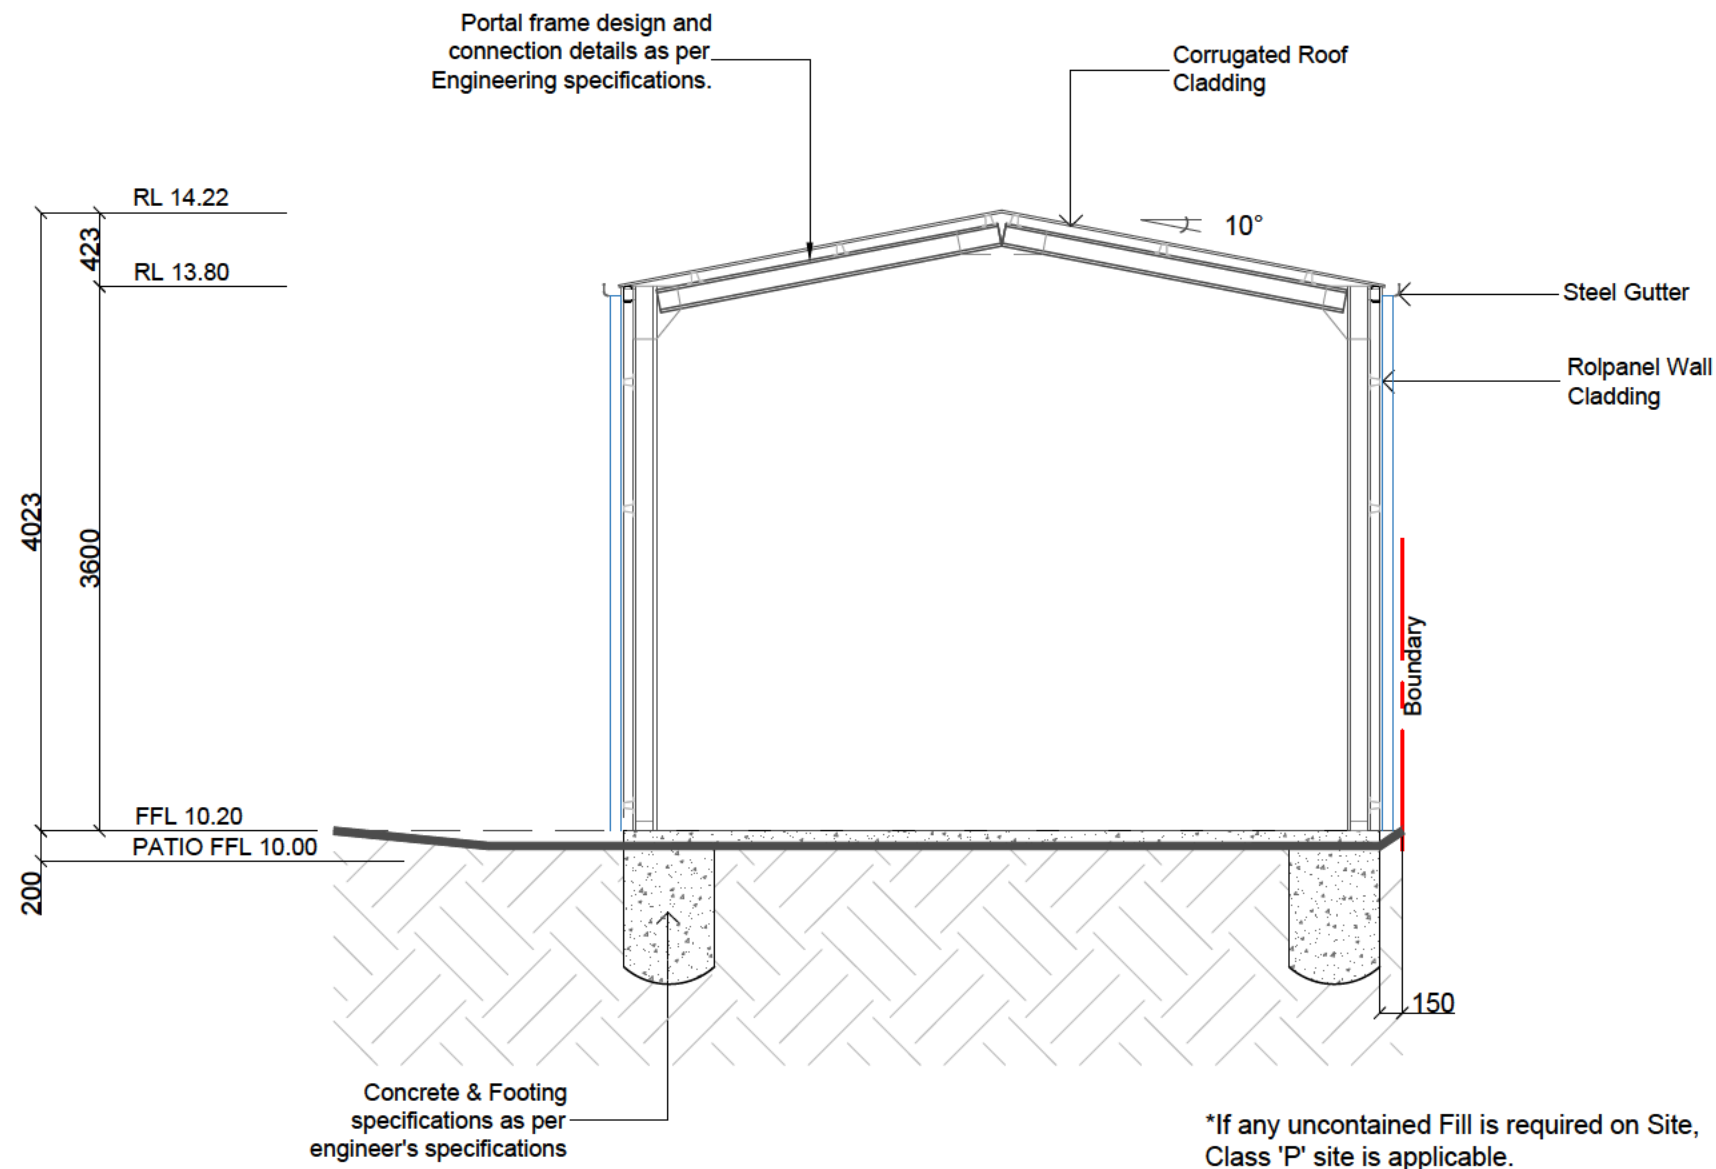 Portal frame design and
connection details as per
Engineering specifications.
Corrugated Roof
Cladding
RL 14.22
423
10°
RL 13.80
Steel Gutter
Rolpanel Wall
Cladding
4023
3600
Boundary
FFL 10.20
PATIO FFL 10.00
200
150
Concrete & Footing
specifications as per
engineer's specifications
*If any uncontained Fill is required on Site,
Class 'P' site is applicable.